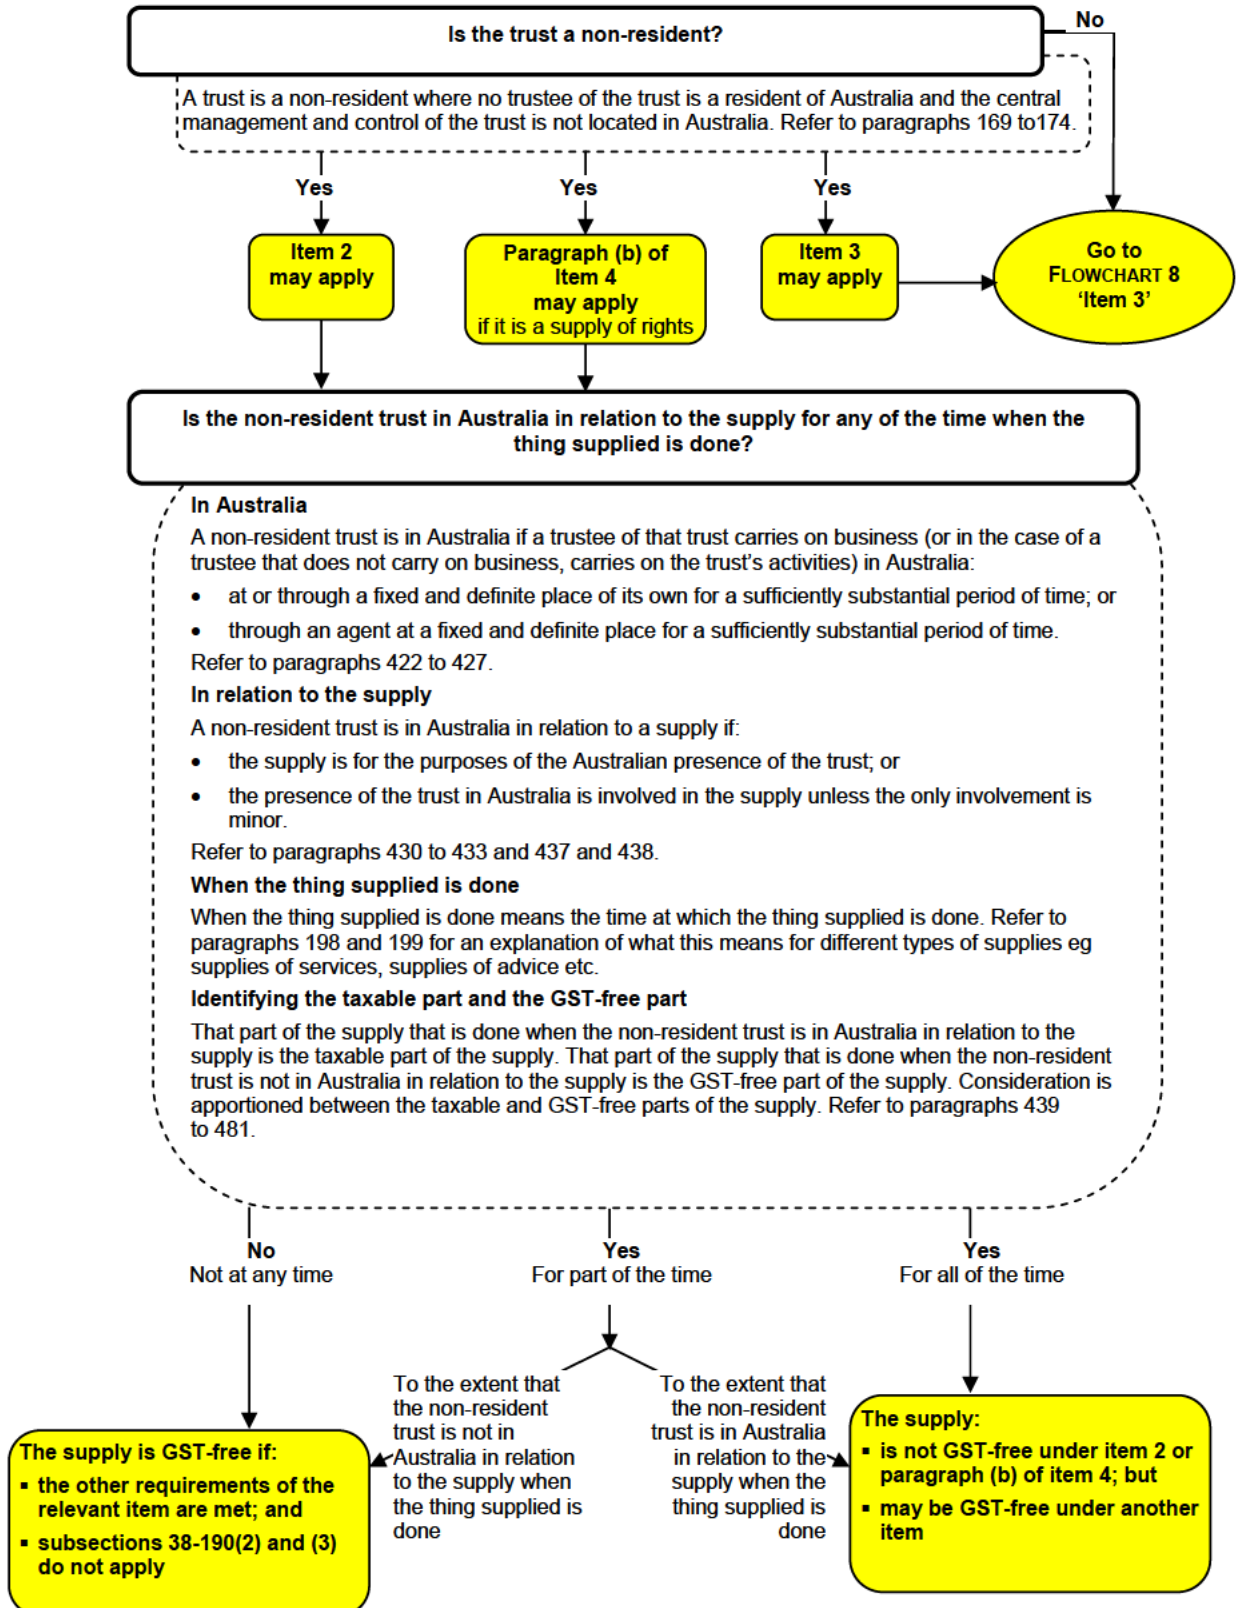 Is the trust a non-resident?
No
A trust is a non-resident where no trustee of the trust is a resident of Australia and the central
management and control of the trust is not located in Australia. Refer to paragraphs 169 to174.
Yes
Yes
Yes
Item 2
may apply
Paragraph (b) of
Item 4
may apply
if it is a supply of rights
Item 3
may apply
Go to
FLOWCHART 8
‘Item 3’
Is the non-resident trust in Australia in relation to the supply for any of the time when the
thing supplied is done?
In Australia
A non-resident trust is in Australia if a trustee of that trust carries on business (or in the case of a
trustee that does not carry on business, carries on the trust’s activities) in Australia:
• at or through a fixed and definite place of its own for a sufficiently substantial period of time; or
• through an agent at a fixed and definite place for a sufficiently substantial period of time.
Refer to paragraphs 422 to 427.
In relation to the supply
A non-resident trust is in Australia in relation to a supply if:
• the supply is for the purposes of the Australian presence of the trust; or
• the presence of the trust in Australia is involved in the supply unless the only involvement is
minor.
Refer to paragraphs 430 to 433 and 437 and 438.
When the thing supplied is done
When the thing supplied is done means the time at which the thing supplied is done. Refer to
paragraphs 198 and 199 for an explanation of what this means for different types of supplies eg
supplies of services, supplies of advice etc.
Identifying the taxable part and the GST-free part
That part of the supply that is done when the non-resident trust is in Australia in relation to the
supply is the taxable part of the supply. That part of the supply that is done when the non-resident
trust is not in Australia in relation to the supply is the GST-free part of the supply. Consideration is
apportioned between the taxable and GST-free parts of the supply. Refer to paragraphs 439
to 481.
No
Not at any time
Yes
For part of the time
Yes
For all of the time
To the extent that
the non-resident
trust is not in
Australia in relation
to the supply when
the thing supplied is
done
To the extent that
the non-resident
trust is in Australia
in relation to the
supply when the
thing supplied is
done
The supply is GST-free if:
▪ the other requirements of the
relevant item are met; and
▪ subsections 38-190(2) and (3)
do not apply
The supply:
▪ is not GST-free under item 2 or
paragraph (b) of item 4; but
▪ may be GST-free under another
item